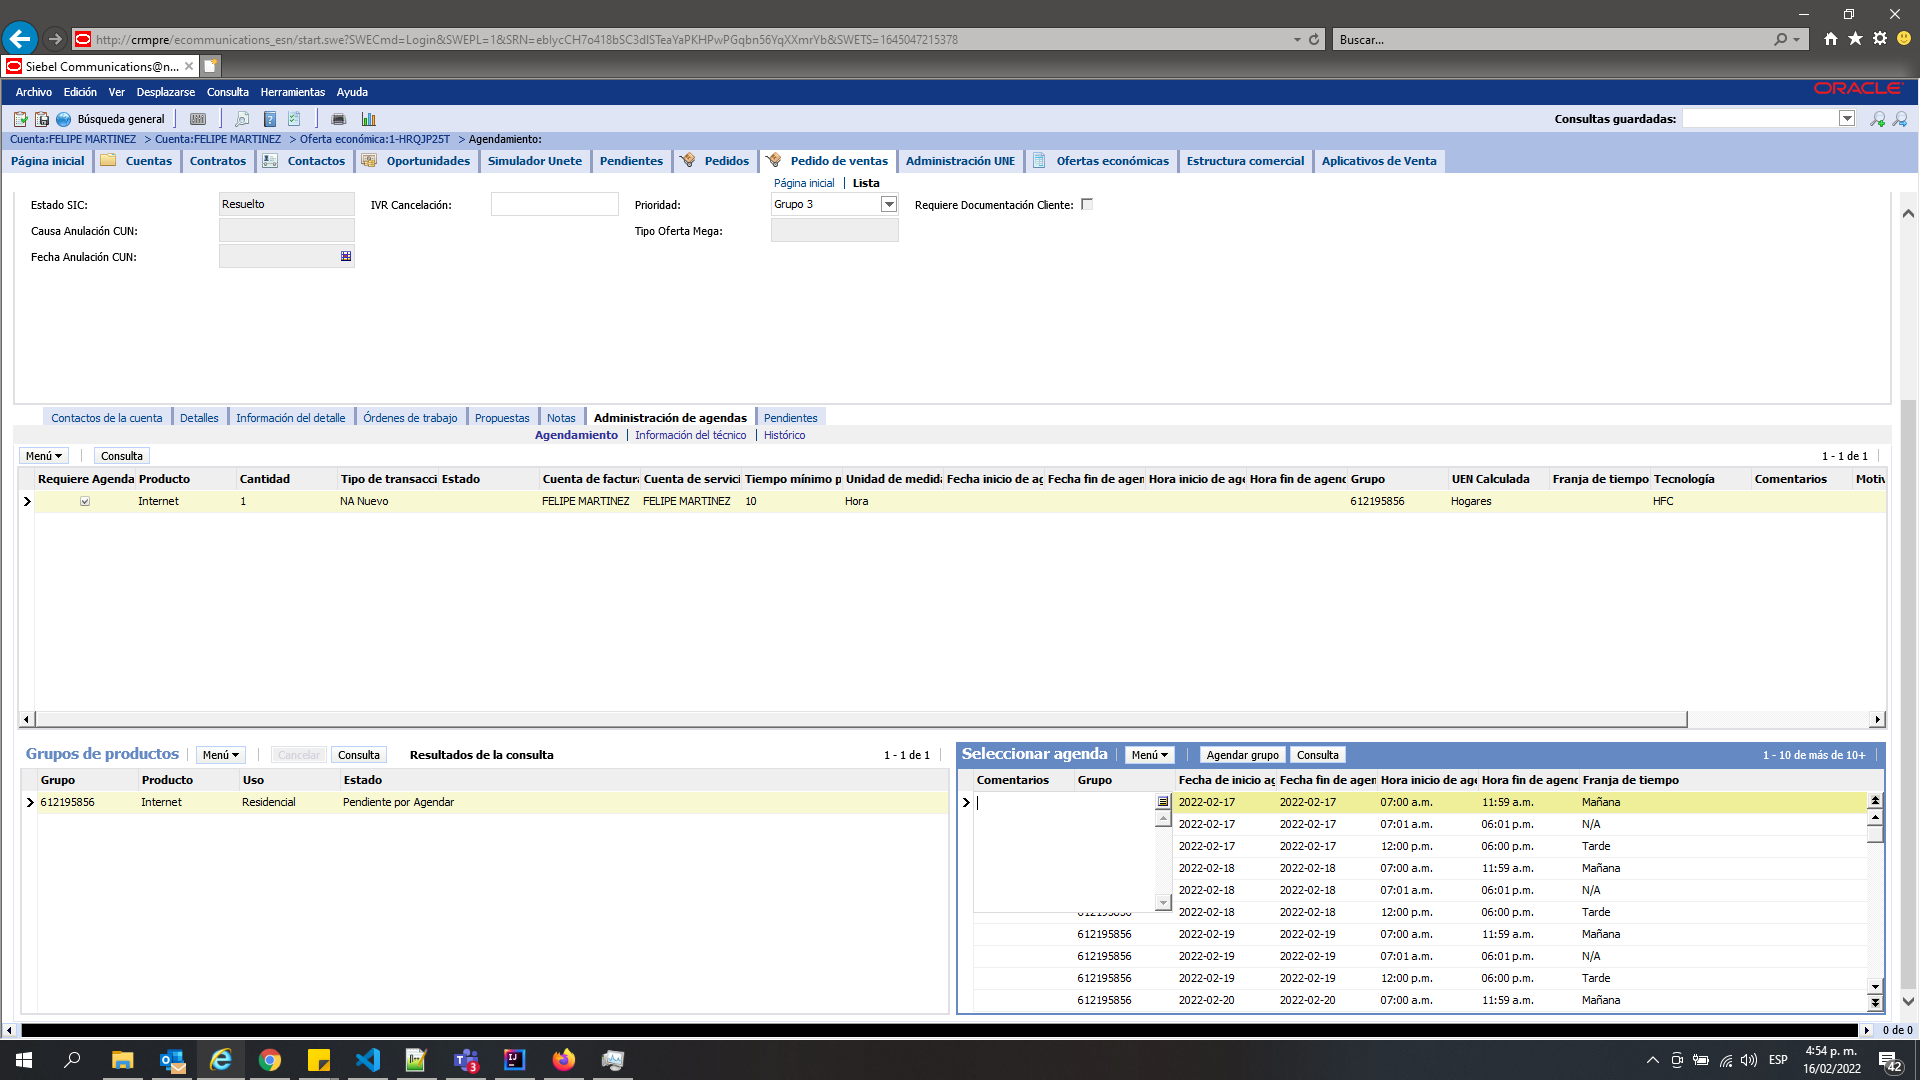 http://crmpre/ecommunications_esn/start.swe?SWECmd=Login&SWEPL=1&SRN=eblycCH7o418bSC3dISTeaYaPKHPwPGqbn56YqXXmrYb&SWETS=1645047215378
Buscar...
Siebel Communications@n...
Archivo Edición Ver Desplazarse Consulta Herramientas Ayuda
ORACLE
Búsqueda general
Consultas guardadas:
Cuenta:FELIPE MARTINEZ > Cuenta:FELIPE MARTINEZ > Oferta económica:1-HRQJP25T > Agendamiento:
Página inicial Cuentas Contratos Contactos Oportunidades Simulador Unete Pendientes Pedidos Pedido de ventas Administración UNE Ofertas económicas Estructura comercial Aplicativos de Venta
Página inicial Lista
Estado SIC: Resuelto IVR Cancelación: Prioridad: Grupo 3 Requiere Documentación Cliente:
Causa Anulación CUN: Tipo Oferta Mega:
Fecha Anulación CUN:
Contactos de la cuenta Detalles Información del detalle Órdenes de trabajo Propuestas Notas Administración de agendas Pendientes
Agendamiento Información del técnico Histórico
Menú Consulta 1 - 1 de 1
Requiere Agenda Producto Cantidad Tipo de transacci Estado Cuenta de factura Cuenta de servici Tiempo mínimo p Unidad de medida Fecha inicio de ag Fecha fin de agen Hora inicio de age Hora fin de agenc Grupo UEN Calculada Franja de tiempo Tecnología Comentarios Motiv
Internet 1 NA Nuevo FELIPE MARTINEZ FELIPE MARTINEZ 10 Hora 612195856 Hogares HFC
Grupos de productos Menú Cancelar Consulta Resultados de la consulta 1 - 1 de 1
Grupo Producto Uso Estado
612195856 Internet Residencial Pendiente por Agendar
Seleccionar agenda Menú Agendar grupo Consulta 1 - 10 de más de 10+
Comentarios Grupo Fecha de inicio ag Fecha fin de agen Hora inicio de age Hora fin de agenc Franja de tiempo
2022-02-17 2022-02-17 07:00 a.m. 11:59 a.m. Mañana
2022-02-17 2022-02-17 07:01 a.m. 06:01 p.m. N/A
2022-02-17 2022-02-17 12:00 p.m. 06:00 p.m. Tarde
2022-02-18 2022-02-18 07:00 a.m. 11:59 a.m. Mañana
2022-02-18 2022-02-18 07:01 a.m. 06:01 p.m. N/A
612195856 2022-02-18 2022-02-18 12:00 p.m. 06:00 p.m. Tarde
612195856 2022-02-19 2022-02-19 07:00 a.m. 11:59 a.m. Mañana
612195856 2022-02-19 2022-02-19 07:01 a.m. 06:01 p.m. N/A
612195856 2022-02-19 2022-02-19 12:00 p.m. 06:00 p.m. Tarde
612195856 2022-02-20 2022-02-20 07:00 a.m. 11:59 a.m. Mañana
0 de 0
3
ESP
4:54 p. m.
16/02/2022
42